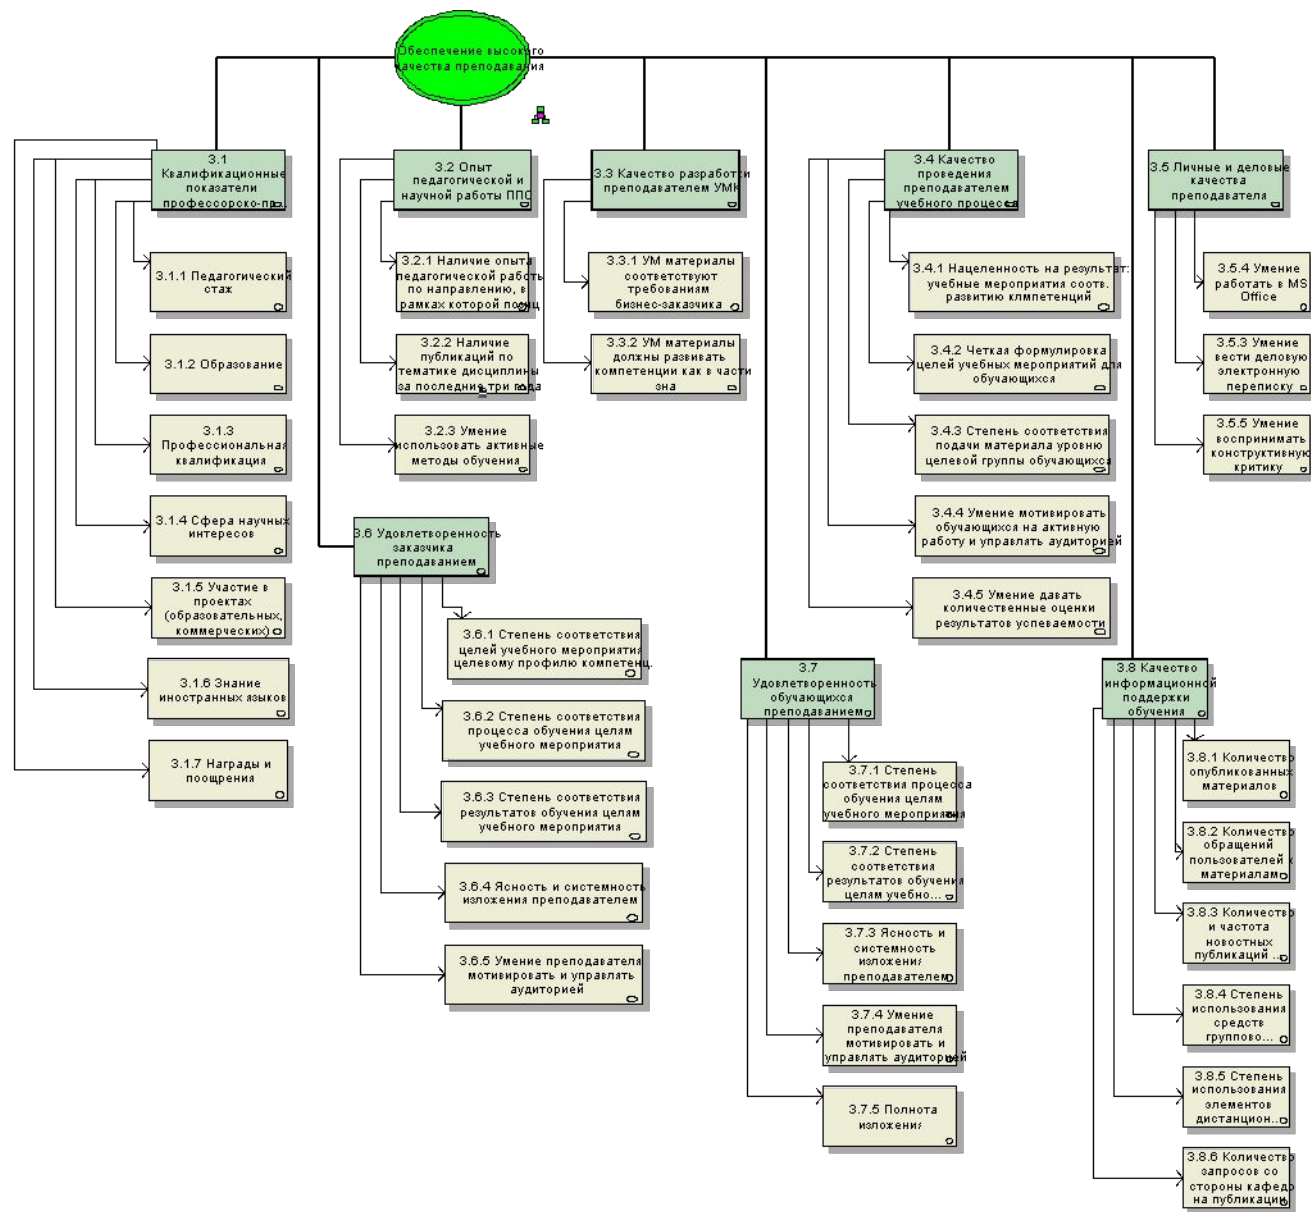 Обеспечение высокого
качества преподавания
3.1
Квалификационные
показатели
профессорско-пр...
3.1.1 Педагогический
стаж
3.1.2 Образование
3.1.3
Профессиональная
квалификация
3.1.4 Сфера научных
интересов
3.1.5 Участие в
проектах
(образовательных,
коммерческих)
3.1.6 Знание
иностранных языков
3.1.7 Награды и
поощрения
3.2 Опыт
педагогической и
научной работы ППС
3.2.1 Наличие опыта
педагогической работы
по направлению, в
рамках которой позиц
3.2.2 Наличие
публикаций по
тематике дисциплины
за последние три года
3.2.3 Умение
использовать активные
методы обучения
3.3 Качество разработки
преподавателем УМК
3.3.1 УМ материалы
соответствуют
требованиям
бизнес-заказчика
3.3.2 УМ материалы
должны развивать
компетенции как в части
зна
3.4 Качество
проведения
преподавателем
учебного процесса
3.4.1 Нацеленность на результат:
учебные мероприятия соотв.
развитию клмпетенций
3.4.2 Четкая формулировка
целей учебных мероприятий для
обучающихся
3.4.3 Степень соответствия
подачи материала уровню
целевой группы обучающихся
3.4.4 Умение мотивировать
обучающихся на активную
работу и управлять аудиторией
3.4.5 Умение давать
количественные оценки
результатов успеваемости
3.5 Личные и деловые
качества
преподавателя
3.5.4 Умение
работать в MS
Office
3.5.3 Умение
вести деловую
электронную
переписку
3.5.5 Умение
воспринимать
конструктивную
критику
3.6 Удовлетворенность
заказчика
преподаванием
3.6.1 Степень соответствия
целей учебного мероприятия
целевому профилю компетенц.
3.6.2 Степень соответствия
процесса обучения целям
учебного мероприятия
3.6.3 Степень соответствия
результатов обучения целям
учебного мероприятия
3.6.4 Ясность и системность
изложения преподавателем
3.6.5 Умение преподавателя
мотивировать и управлять
аудиторией
3.7
Удовлетворенность
обучающихся
преподаванием
3.7.1 Степень
соответствия процесса
обучения целям
учебного мероприятия
3.7.2 Степень
соответствия
результатов обучения
целям учебно...
3.7.3 Ясность и
системность
изложения
преподавателем
3.7.4 Умение
преподавателя
мотивировать и
управлять аудиторией
3.7.5 Полнота
изложения
3.8 Качество
информационной
поддержки
обучения
3.8.1 Количество
опубликованных
материалов
3.8.2 Количество
обращений
пользователей к
материалам
3.8.3 Количество
и частота
новостных
публикаций ...
3.8.4 Степень
использования
средств
группово...
3.8.5 Степень
использования
элементов
дистанцион...
3.8.6 Количество
запросов со
стороны кафедр
на публикации